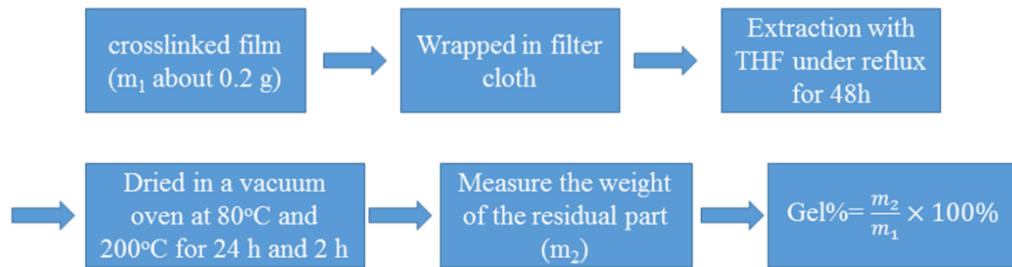 crosslinked film
(m₁ about 0.2 g)
Wrapped in filter
cloth
Extraction with
THF under reflux
for 48h
Dried in a vacuum
oven at 80°C and
200°C for 24 h and 2 h
Measure the weight
of the residual part
(m₂)
Gel%= m₂/m₁ × 100%